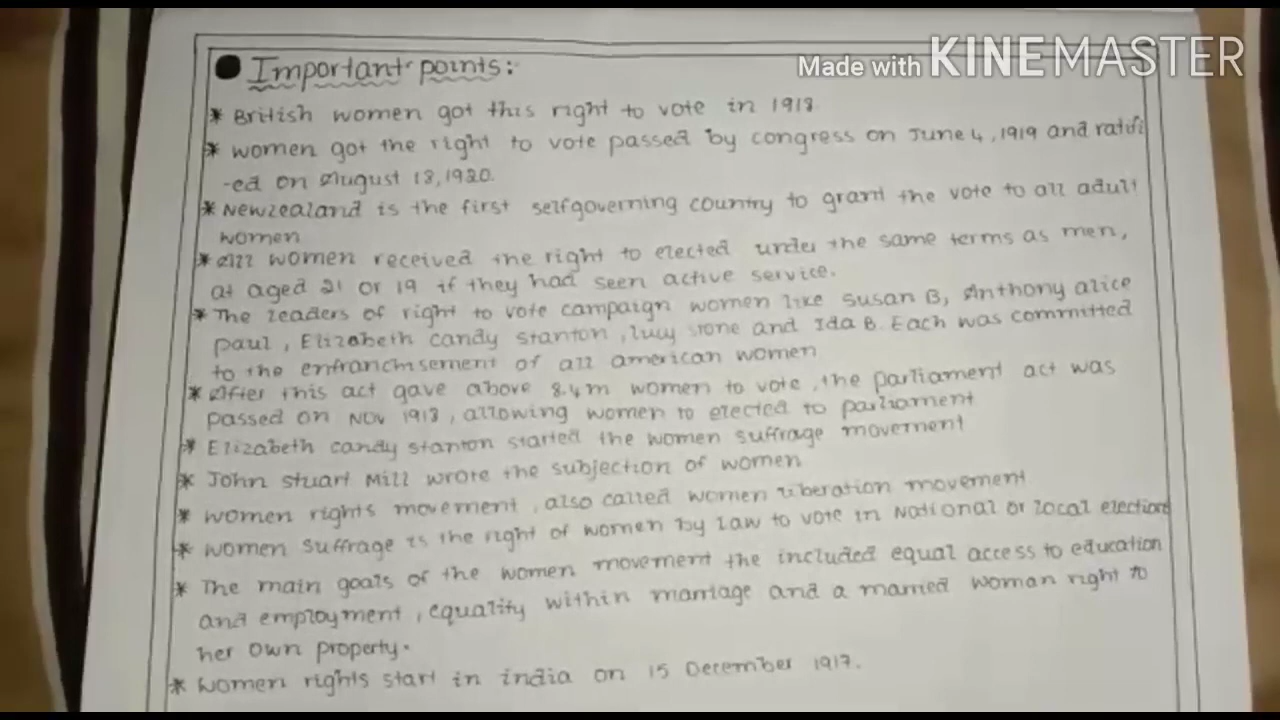 Made with KINEMASTER
● Important points:
* British women got this right to vote in 1918
* women got the right to vote passed by congress on June 4, 1919 and ratifi
-ed on August 18, 1920.
* Newzealand is the first selfgoverning country to grant the vote to all adult
women
* All women received the right to elected under the same terms as men,
at aged 21 or 19 if they had seen active service.
* The leaders of right to vote campaign women like Susan B, Anthony alice
paul, Elizabeth candy stanton, lucy stone and Ida B. Each was committed
to the enfranchisement of all american women
* After this act gave above 8.4m women to vote, the parliament act was
passed on Nov 1918, allowing women to elected to parliament
* Elizabeth candy stanton started the women suffrage movement
* John stuart Mill wrote the subjection of women
* women rights movement, also called women liberation movement
* women suffrage is the right of women by law to vote in National or local elections
* The main goals of the women movement the included equal access to education
and employment, equality within marriage and a married woman right to
her own property.
* women rights start in india on 15 December 1917.